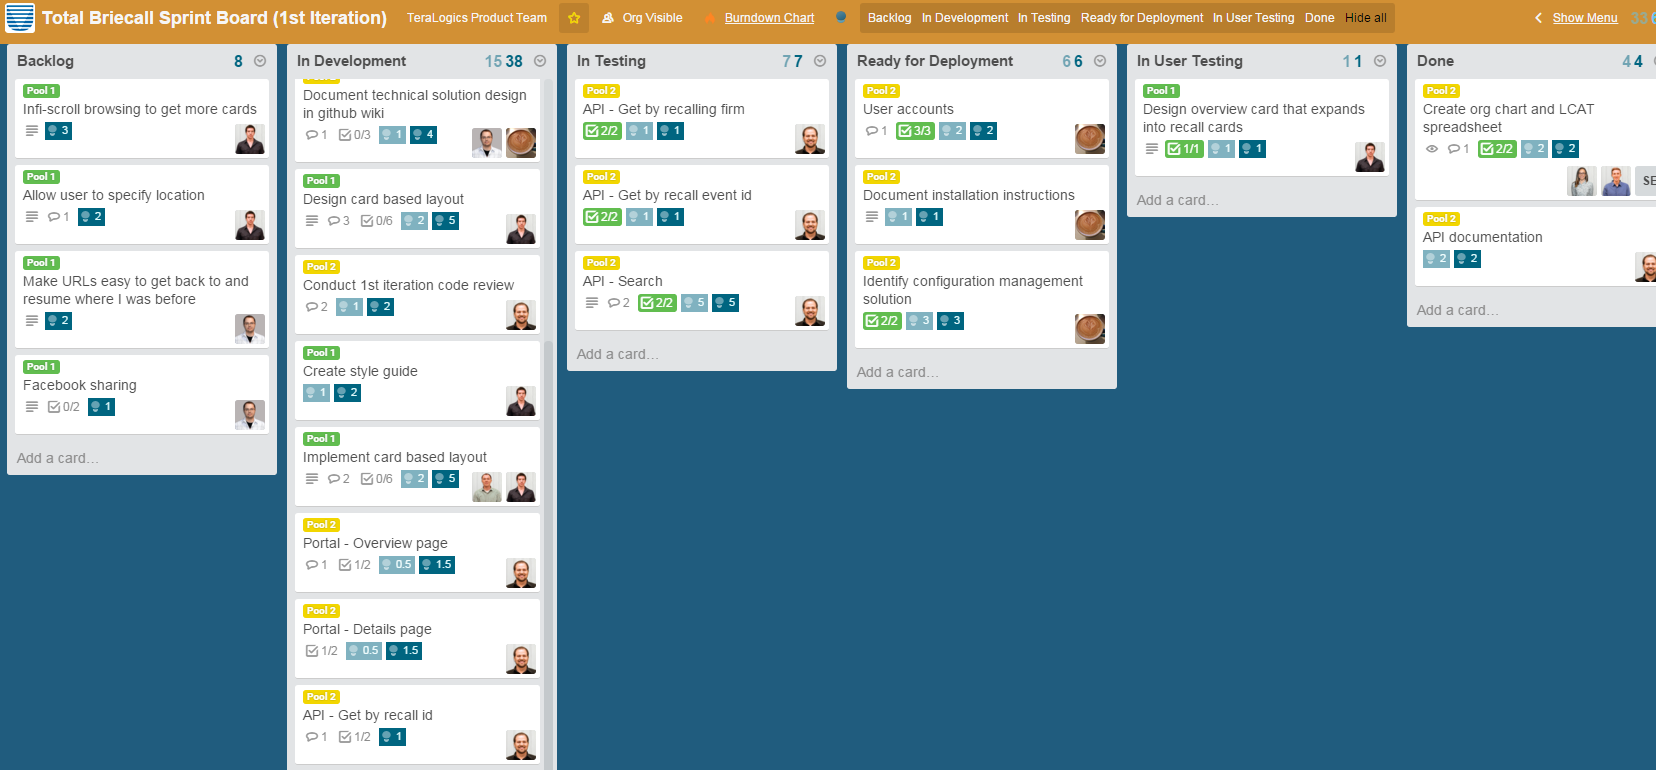 Total Briecall Sprint Board (1st Iteration)
TeraLogics Product Team
Org Visible
Burndown Chart
Backlog In Development In Testing Ready for Deployment In User Testing Done Hide all
Show Menu
Backlog 8
Pool 1
Infi-scroll browsing to get more cards
3
Pool 1
Allow user to specify location
1 2
Pool 1
Make URLs easy to get back to and
resume where I was before
2
Pool 1
Facebook sharing
0/2 1
Add a card...
In Development 15 38
Document technical solution design
in github wiki
1 0/3 1 4
Pool 1
Design card based layout
3 0/6 2 5
Pool 2
Conduct 1st iteration code review
2 1 2
Pool 1
Create style guide
1 2
Pool 1
Implement card based layout
2 0/6 2 5
Pool 2
Portal - Overview page
1 1/2 0.5 1.5
Pool 2
Portal - Details page
1/2 0.5 1.5
Pool 2
API - Get by recall id
1 1/2 1
In Testing 7 7
Pool 2
API - Get by recalling firm
2/2 1 1
Pool 2
API - Get by recall event id
2/2 1 1
Pool 2
API - Search
2 2/2 5 5
Add a card...
Ready for Deployment 6 6
Pool 2
User accounts
1 3/3 2 2
Pool 2
Document installation instructions
1 1
Pool 2
Identify configuration management
solution
2/2 3 3
Add a card...
In User Testing 1 1
Pool 1
Design overview card that expands
into recall cards
1/1 1 1
Add a card...
Done 4 4
Pool 2
Create org chart and LCAT
spreadsheet
1 2/2 2 2
Pool 2
API documentation
2 2
Add a card...